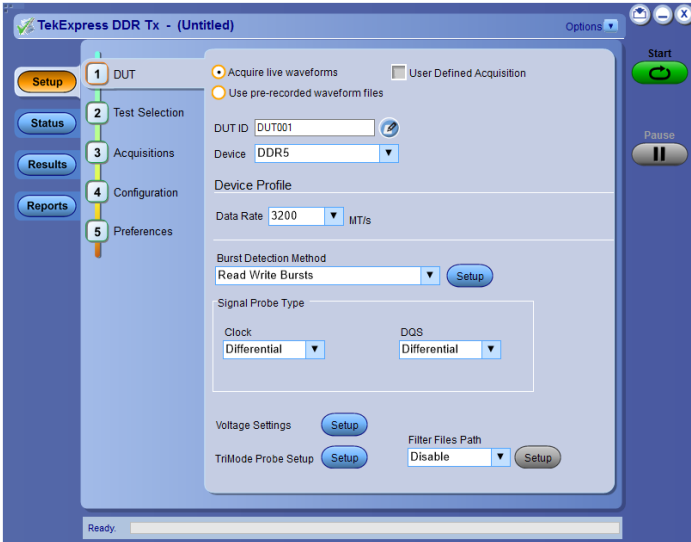 TekExpress DDR Tx - (Untitled)
Options
Start
Pause
Setup
Status
Results
Reports
1 DUT
2 Test Selection
3 Acquisitions
4 Configuration
5 Preferences
Acquire live waveforms
User Defined Acquisition
Use pre-recorded waveform files
DUT ID DUT001
Device DDR5
Device Profile
Data Rate 3200 MT/s
Burst Detection Method
Read Write Bursts Setup
Signal Probe Type
Clock DQS
Differential Differential
Voltage Settings Setup
Filter Files Path
TriMode Probe Setup Setup Disable Setup
Ready.